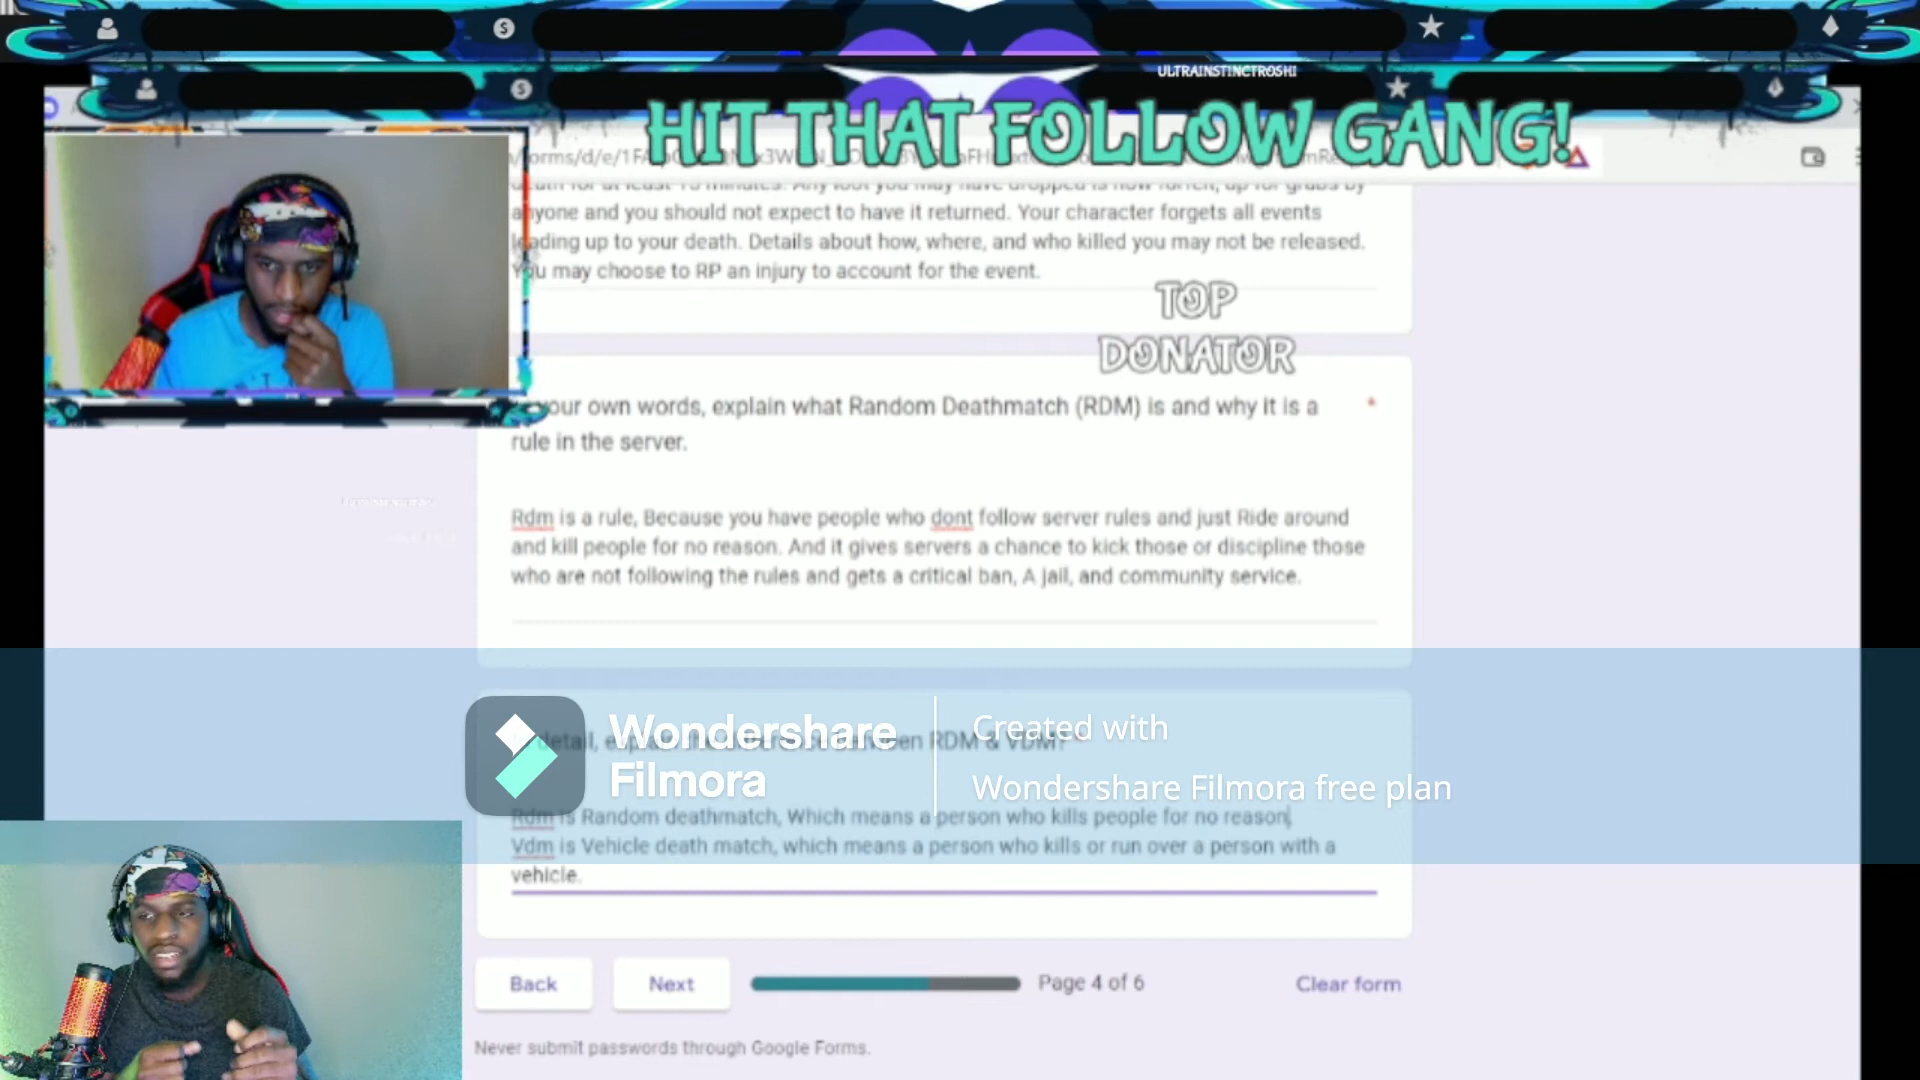 ULTRAINSTINCTROSHI
HIT THAT FOLLOW GANG!
anyone and you should not expect to have it returned. Your character forgets all events
leading up to your death. Details about how, where, and who killed you may not be released.
You may choose to RP an injury to account for the event.
TOP
DONATOR
your own words, explain what Random Deathmatch (RDM) is and why it is a *
rule in the server.
Rdm is a rule, Because you have people who dont follow server rules and just Ride around
and kill people for no reason. And it gives servers a chance to kick those or discipline those
who are not following the rules and gets a critical ban, A jail, and community service.
detail, between RDM & VDM?
Wondershare
Filmora
Created with
Wondershare Filmora free plan
Rdm is Random deathmatch, Which means a person who kills people for no reason.
Vdm is Vehicle death match, which means a person who kills or run over a person with a
vehicle.
Back Next Page 4 of 6 Clear form
Never submit passwords through Google Forms.